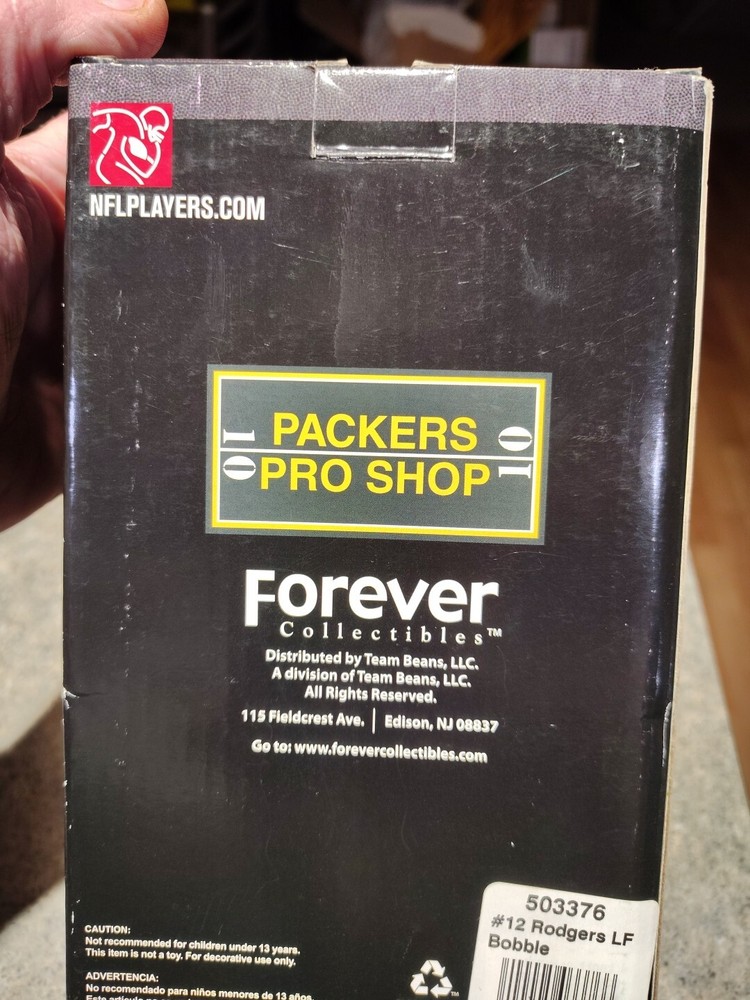 NFLPLAYERS.COM
PACKERS
PRO SHOP
10
10
Forever
Collectibles™
Distributed by Team Beans, LLC.
A division of Team Beans, LLC.
All Rights Reserved.
115 Fieldcrest Ave. | Edison, NJ 08837
Go to: www.forevercollectibles.com
503376
#12 Rodgers LF
Bobble
CAUTION:
Not recommended for children under 13 years.
This item is not a toy. For decorative use only.
ADVERTENCIA:
No recomendado para niños menores de 13 años.
Este artículo no